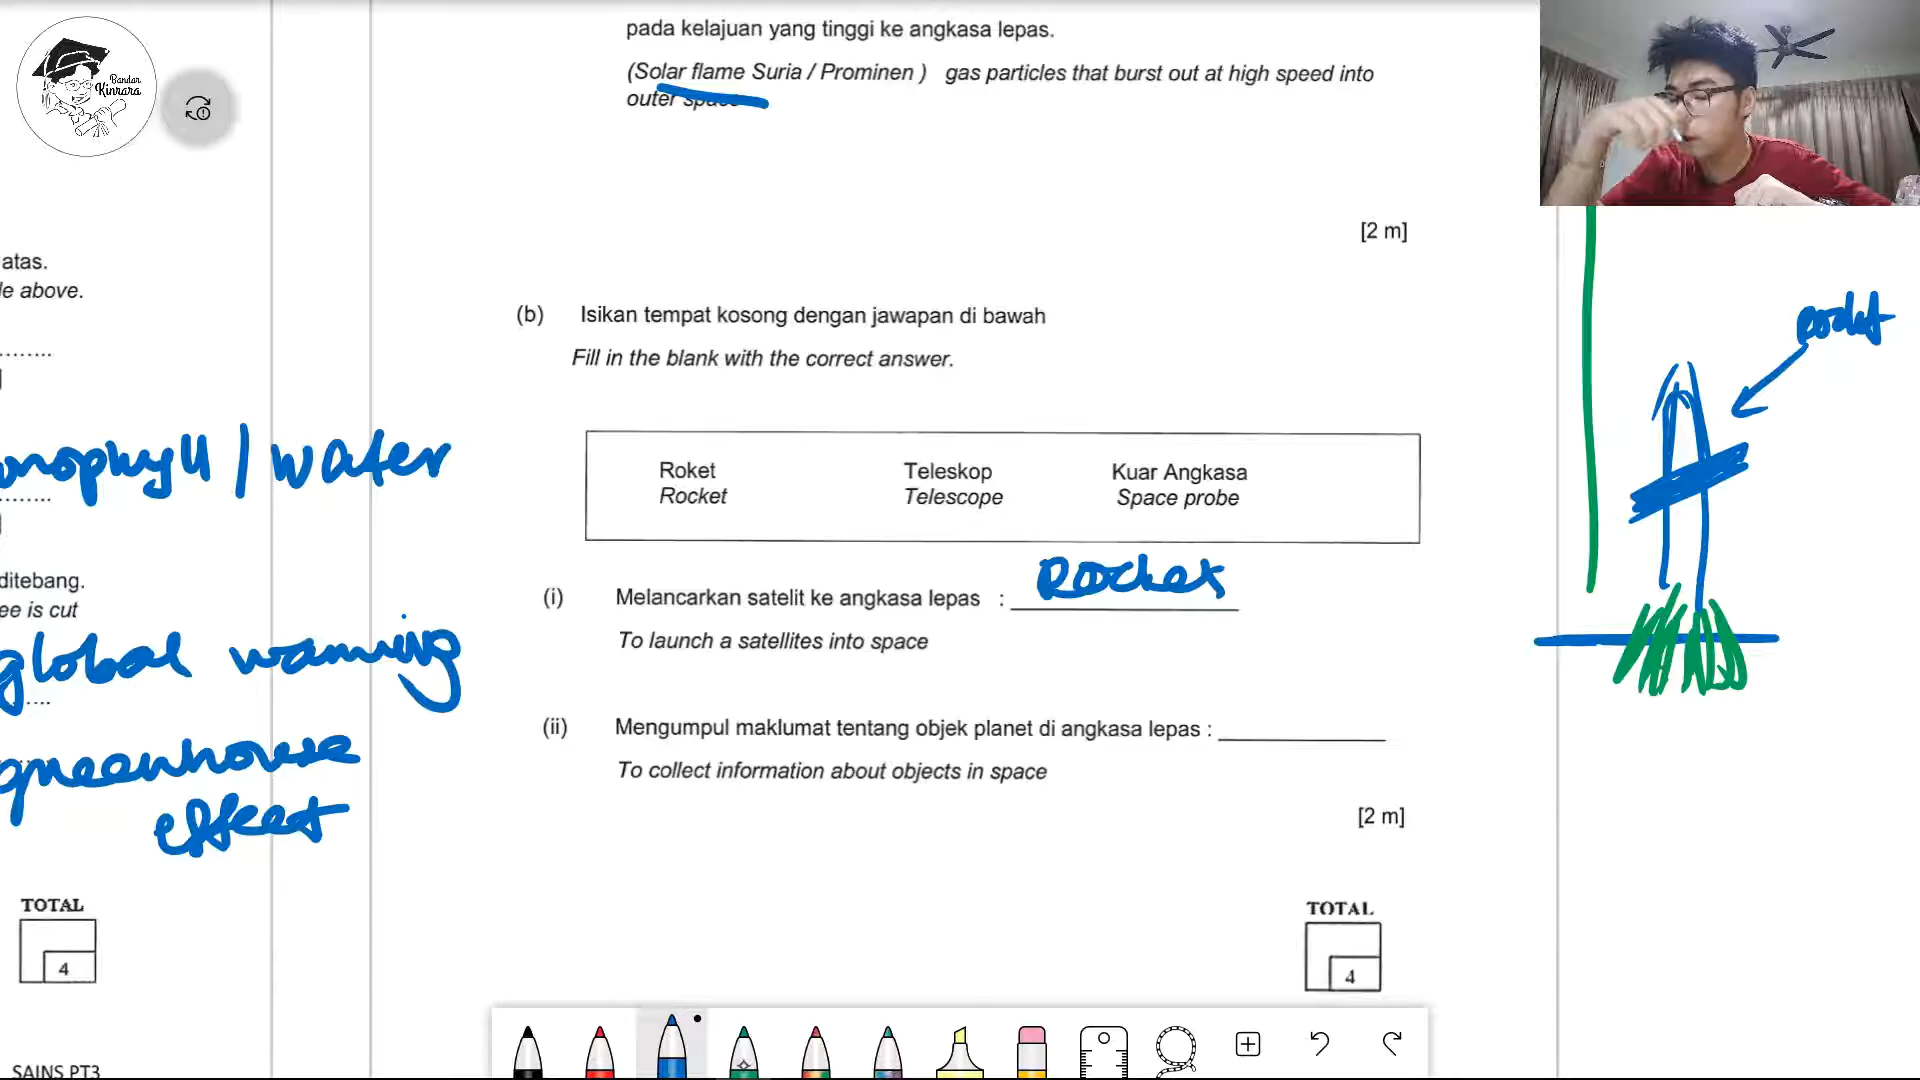 Bandar
Kinrara
pada kelajuan yang tinggi ke angkasa lepas.
(Solar flame Suria / Prominen ) gas particles that burst out at high speed into
outer space
[2 m]
atas.
le above.
(b) Isikan tempat kosong dengan jawapan di bawah
Fill in the blank with the correct answer.
Roket Teleskop Kuar Angkasa
Rocket Telescope Space probe
/ water
(i) Melancarkan satelit ke angkasa lepas : Rocket
To launch a satellites into space
ditebang.
ee is cut
global warming
(ii) Mengumpul maklumat tentang objek planet di angkasa lepas :
To collect information about objects in space
greenhouse
effect
[2 m]
TOTAL
4
TOTAL
4
SAINS PT3